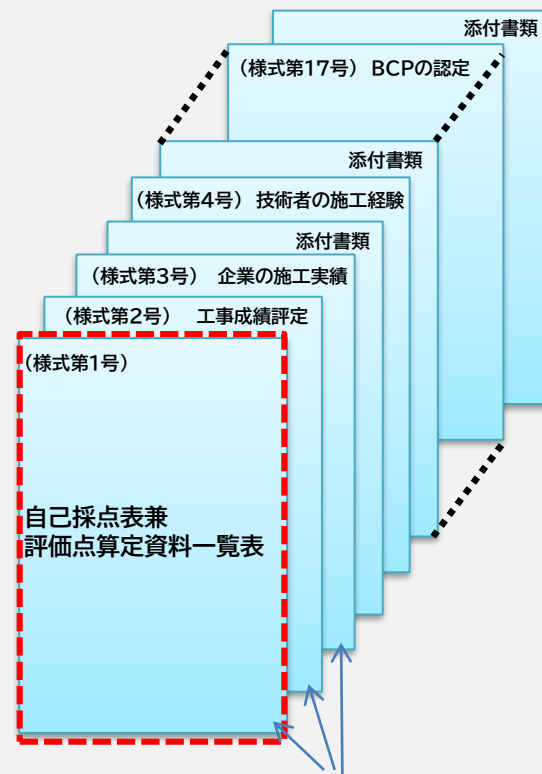 添付書類
(様式第17号) BCPの認定
添付書類
(様式第4号) 技術者の施工経験
添付書類
(様式第3号) 企業の施工実績
(様式第2号) 工事成績評定
(様式第1号)
自己採点表兼
評価点算定資料一覧表